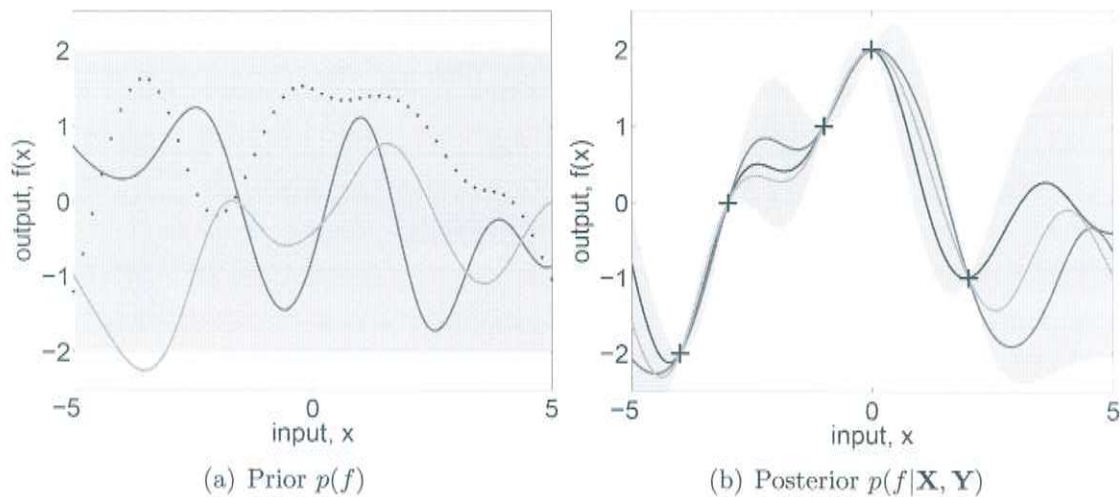 2
1
0
−1
−2
output, f(x)
−5
0
5
input, x
(a) Prior p(f)
2
1
0
−1
−2
output, f(x)
−5
0
5
input, x
(b) Posterior p(f|X, Y)